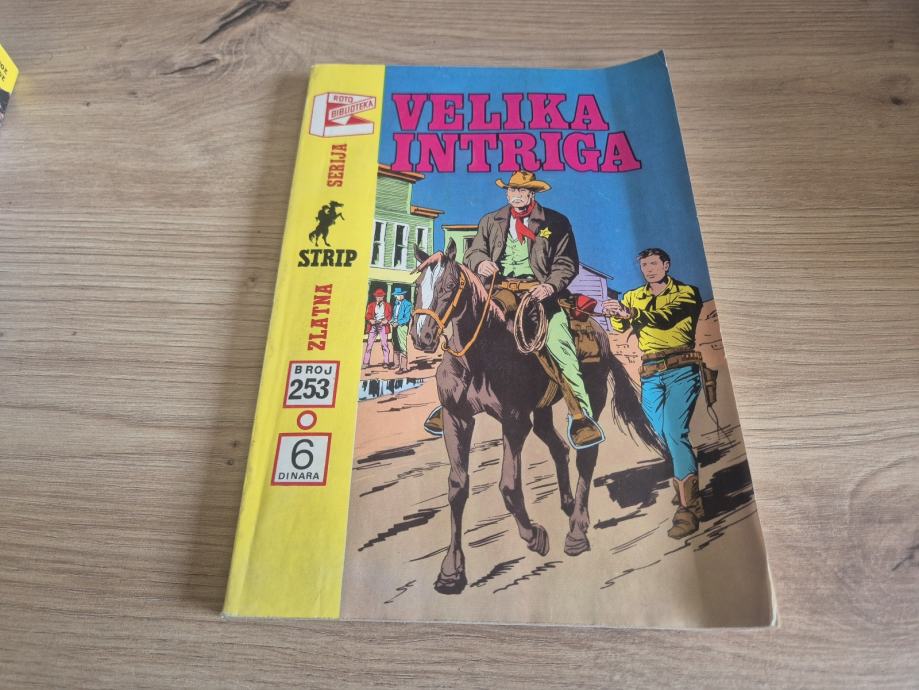 ROTO
BIBLIOTEKA
VELIKA
INTRIGA
SERIJA
STRIP
ZLATNA
BROJ
253
6
DINARA